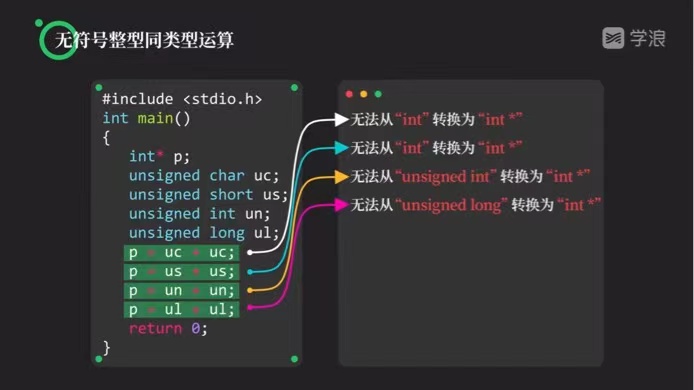 无符号整型同类型运算
学浪
#include <stdio.h>
int main()
{
int* p;
unsigned char uc;
unsigned short us;
unsigned int un;
unsigned long ul;
p = uc + uc;
p = us + us;
p = un + un;
p = ul + ul;
return 0;
}
无法从“int”转换为“int *”
无法从“int”转换为“int *”
无法从“unsigned int”转换为“int *”
无法从“unsigned long”转换为“int *”